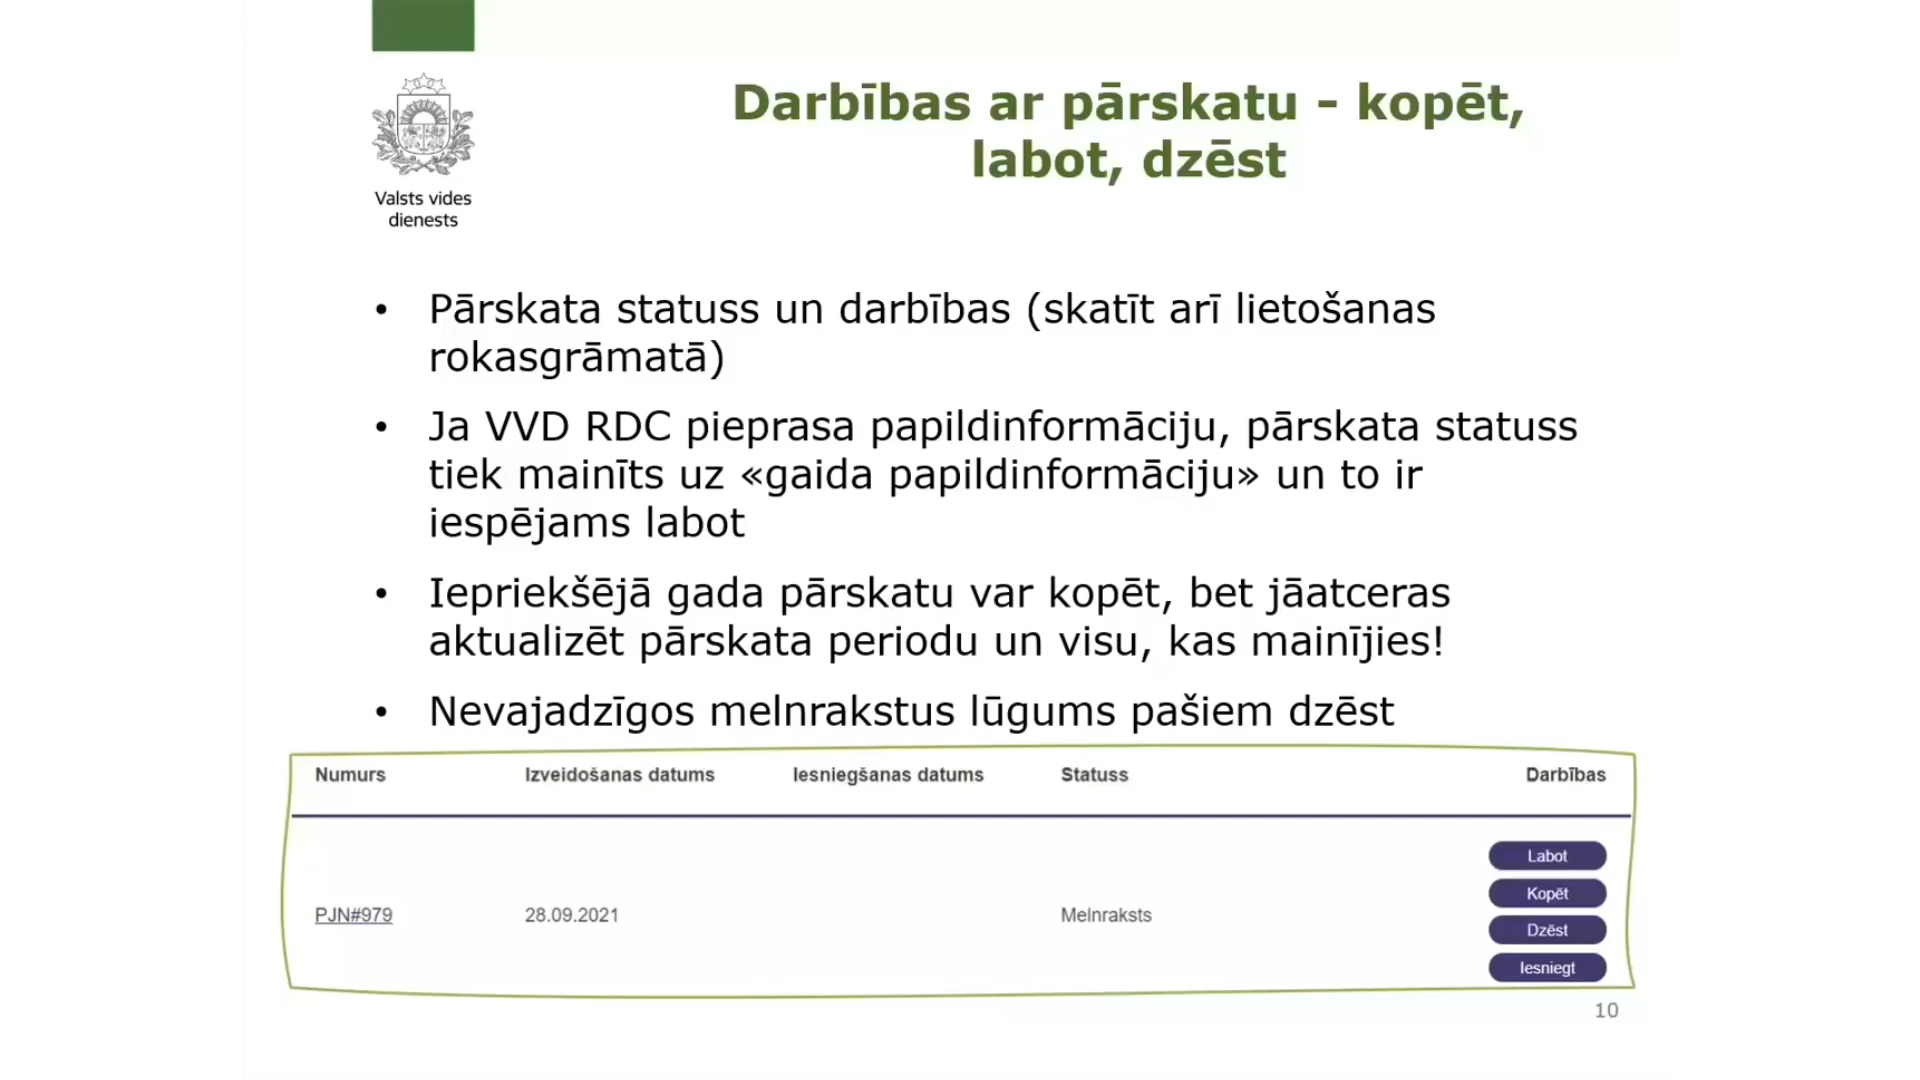 Valsts vides
dienests
Darbības ar pārskatu - kopēt,
labot, dzēst
• Pārskata statuss un darbības (skatīt arī lietošanas
rokasgrāmatā)
• Ja VVD RDC pieprasa papildinformāciju, pārskata statuss
tiek mainīts uz «gaida papildinformāciju» un to ir
iespējams labot
• Iepriekšējā gada pārskatu var kopēt, bet jāatceras
aktualizēt pārskata periodu un visu, kas mainījies!
• Nevajadzīgos melnrakstus lūgums pašiem dzēst
Numurs Izveidošanas datums Iesniegšanas datums Statuss Darbības
PJN#979 28.09.2021 Melnraksts
Labot
Kopēt
Dzēst
Iesniegt
10